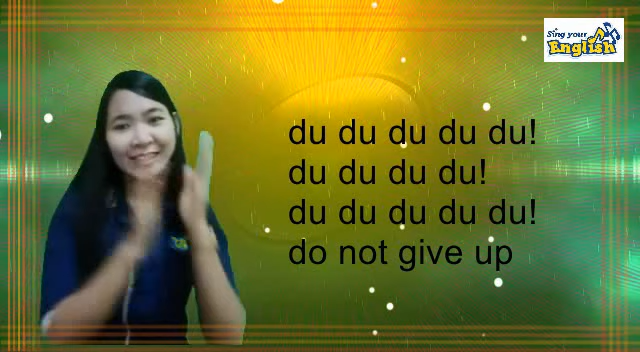 Sing your
English
du du du du du!
du du du du!
du du du du du!
do not give up